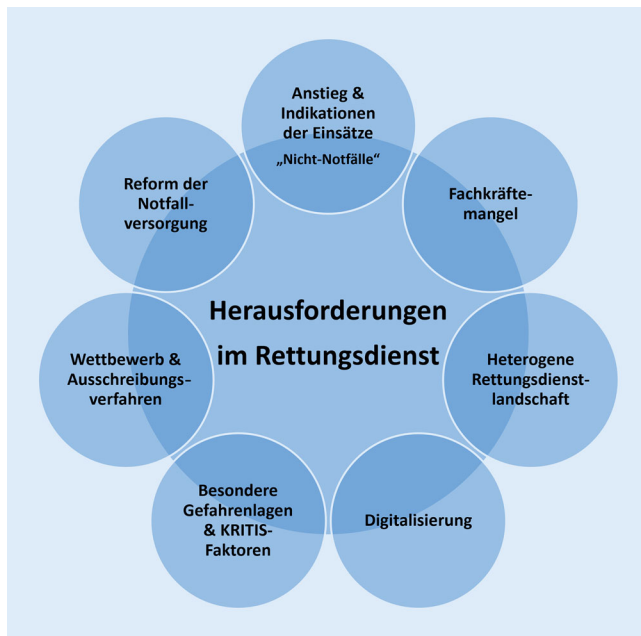 Anstieg &
Indikationen
der Einsätze
„Nicht-Notfälle“
Reform der
Notfall-
versorgung
Fachkräfte-
mangel
Herausforderungen
im Rettungsdienst
Wettbewerb &
Ausschreibungs-
verfahren
Heterogene
Rettungsdienst-
landschaft
Besondere
Gefahrenlagen
& KRITIS-
Faktoren
Digitalisierung